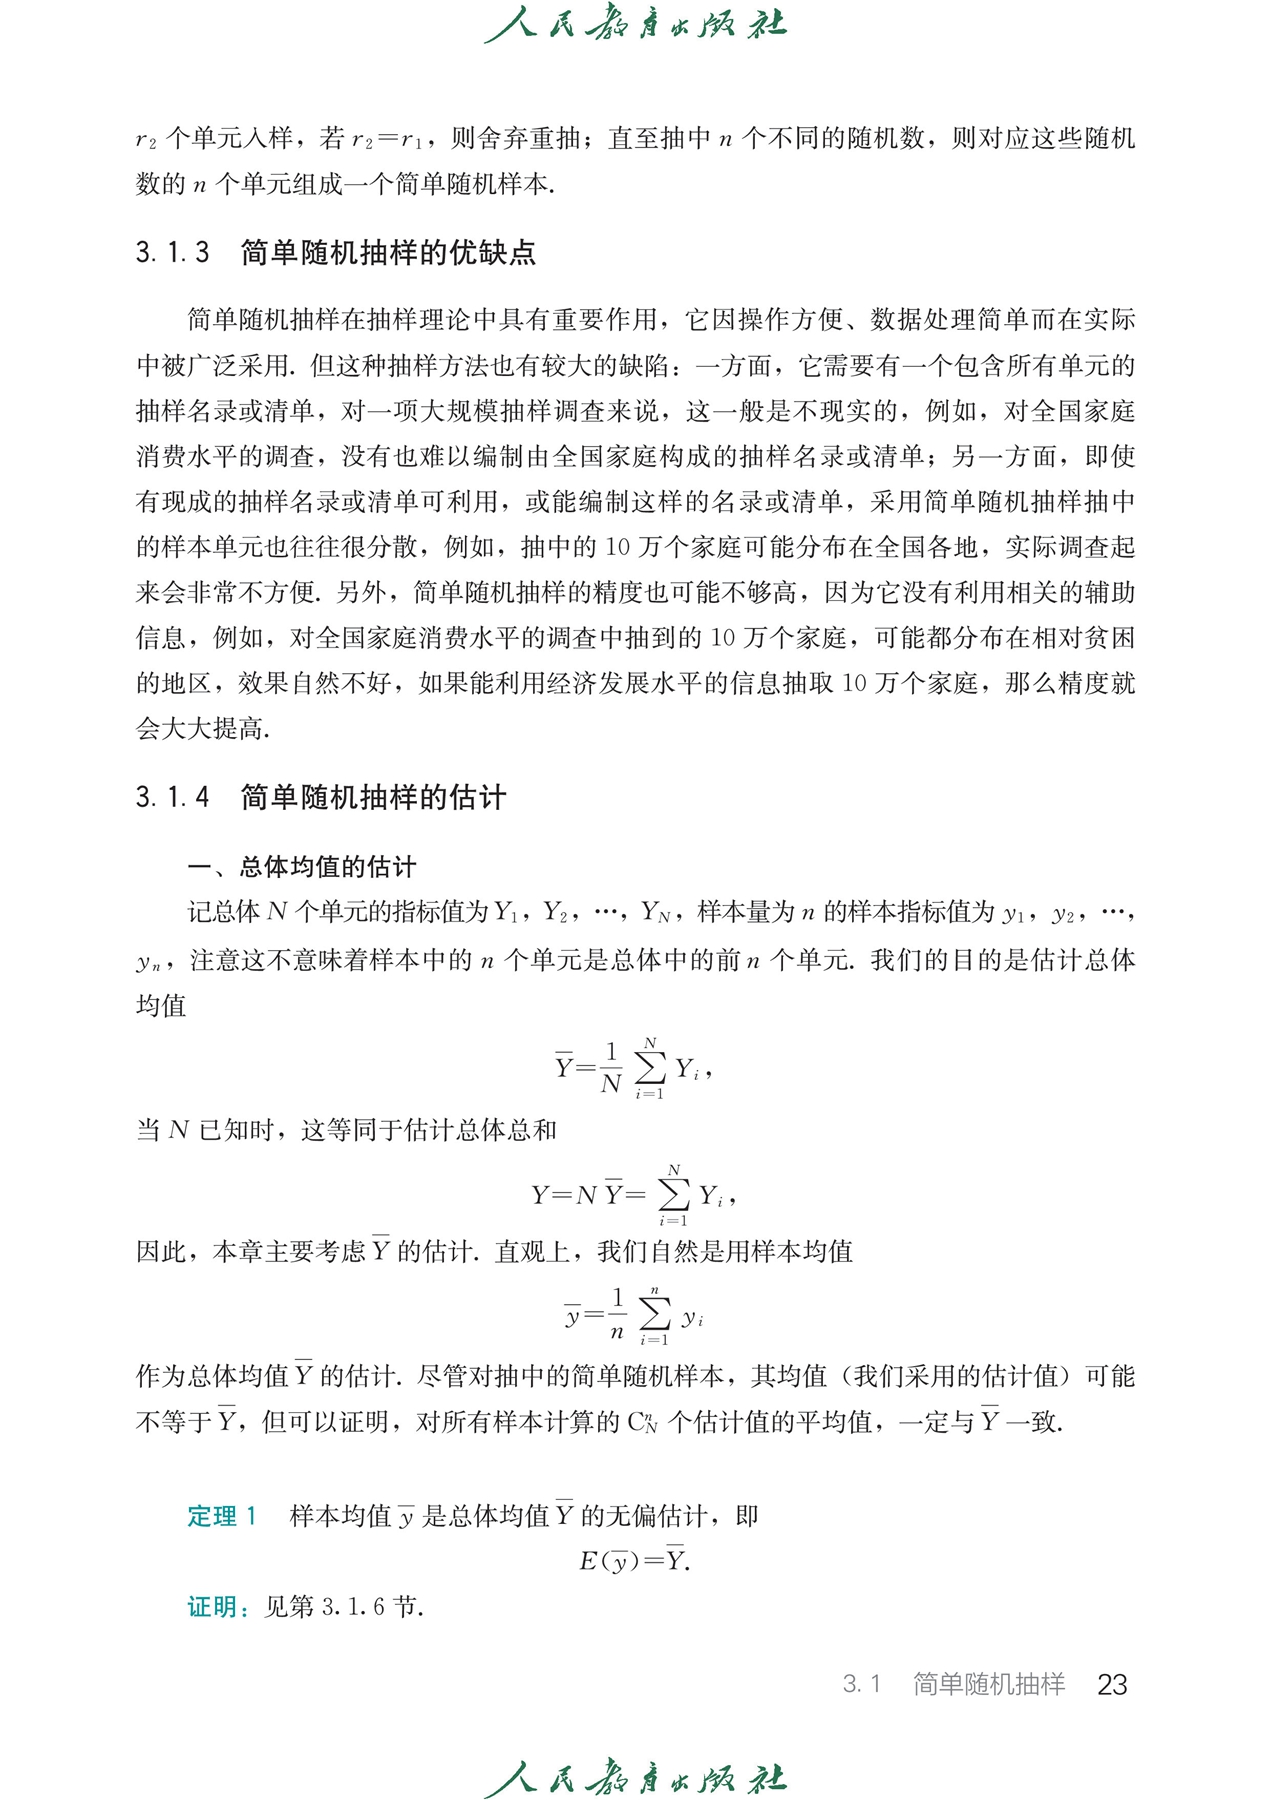 人民教育出版社
r₂ 个单元入样，若 r₂=r₁，则舍弃重抽；直至抽中 n 个不同的随机数，则对应这些随机
数的 n 个单元组成一个简单随机样本.
3.1.3 简单随机抽样的优缺点
简单随机抽样在抽样理论中具有重要作用，它因操作方便、数据处理简单而在实际
中被广泛采用. 但这种抽样方法也有较大的缺陷：一方面，它需要有一个包含所有单元的
抽样名录或清单，对一项大规模抽样调查来说，这一般是不现实的，例如，对全国家庭
消费水平的调查，没有也难以编制由全国家庭构成的抽样名录或清单；另一方面，即使
有现成的抽样名录或清单可利用，或能编制这样的名录或清单，采用简单随机抽样抽中
的样本单元也往往很分散，例如，抽中的 10 万个家庭可能分布在全国各地，实际调查起
来会非常不方便. 另外，简单随机抽样的精度也可能不够高，因为它没有利用相关的辅助
信息，例如，对全国家庭消费水平的调查中抽到的 10 万个家庭，可能都分布在相对贫困
的地区，效果自然不好，如果能利用经济发展水平的信息抽取 10 万个家庭，那么精度就
会大大提高.
3.1.4 简单随机抽样的估计
一、总体均值的估计
记总体 N 个单元的指标值为 Y₁，Y₂，…，Y_N，样本量为 n 的样本指标值为 y₁，y₂，…，
yₙ，注意这不意味着样本中的 n 个单元是总体中的前 n 个单元. 我们的目的是估计总体
均值
$\overline{Y}=\frac{1}{N}\sum_{i=1}^{N}Y_i$，
当 N 已知时，这等同于估计总体总和
$Y=N\overline{Y}=\sum_{i=1}^{N}Y_i$，
因此，本章主要考虑 $\overline{Y}$ 的估计. 直观上，我们自然是用样本均值
$\overline{y}=\frac{1}{n}\sum_{i=1}^{n}y_i$
作为总体均值 $\overline{Y}$ 的估计. 尽管对抽中的简单随机样本，其均值（我们采用的估计值）可能
不等于 $\overline{Y}$，但可以证明，对所有样本计算的 $C_N^n$ 个估计值的平均值，一定与 $\overline{Y}$ 一致.
定理 1 样本均值 $\overline{y}$ 是总体均值 $\overline{Y}$ 的无偏估计，即
$E(\overline{y})=\overline{Y}$.
证明：见第 3.1.6 节.
3.1 简单随机抽样 23
人民教育出版社